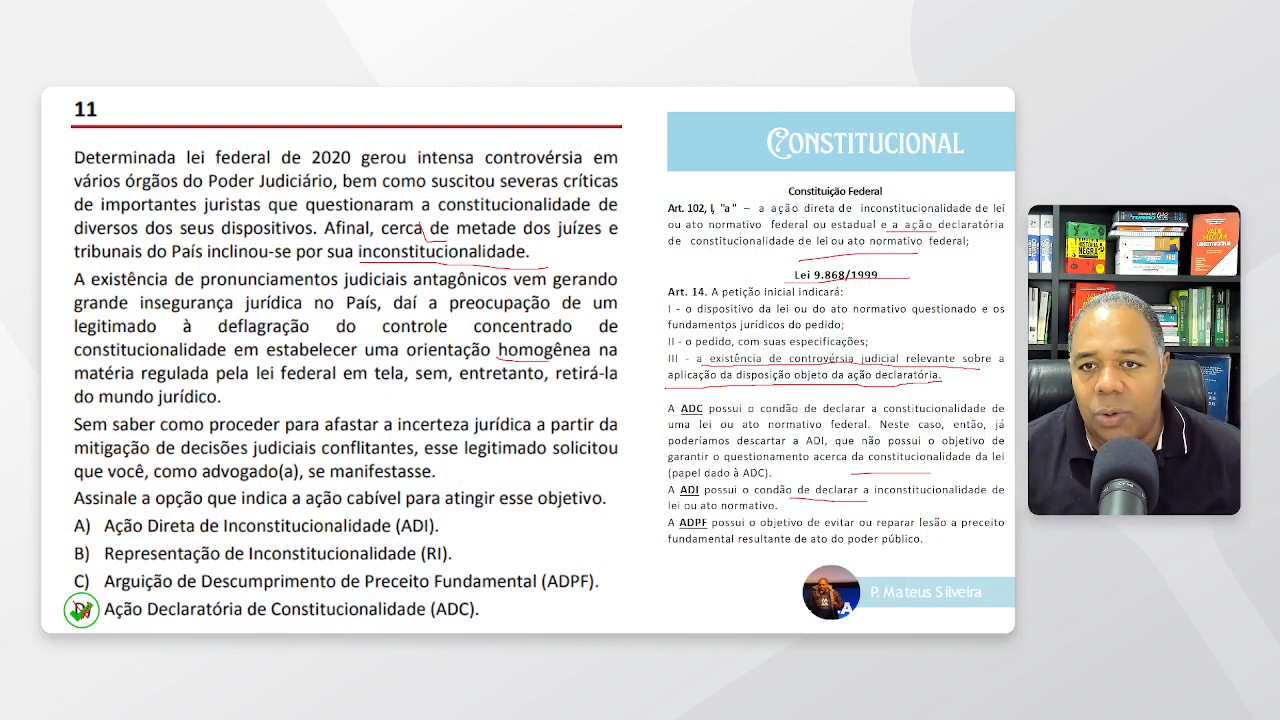 11
Determinada lei federal de 2020 gerou intensa controvérsia em
vários órgãos do Poder Judiciário, bem como suscitou severas críticas
de importantes juristas que questionaram a constitucionalidade de
diversos dos seus dispositivos. Afinal, cerca de metade dos juízes e
tribunais do País inclinou-se por sua inconstitucionalidade.
A existência de pronunciamentos judiciais antagônicos vem gerando
grande insegurança jurídica no País, daí a preocupação de um
legitimado à deflagração do controle concentrado de
constitucionalidade em estabelecer uma orientação homogênea na
matéria regulada pela lei federal em tela, sem, entretanto, retirá-la
do mundo jurídico.
Sem saber como proceder para afastar a incerteza jurídica a partir da
mitigação de decisões judiciais conflitantes, esse legitimado solicitou
que você, como advogado(a), se manifestasse.
Assinale a opção que indica a ação cabível para atingir esse objetivo.
A) Ação Direta de Inconstitucionalidade (ADI).
B) Representação de Inconstitucionalidade (RI).
C) Arguição de Descumprimento de Preceito Fundamental (ADPF).
Ação Declaratória de Constitucionalidade (ADC).
CONSTITUCIONAL
Constituição Federal
Art. 102, I, "a" – a ação direta de inconstitucionalidade de lei
ou ato normativo federal ou estadual e a ação declaratória
de constitucionalidade de lei ou ato normativo federal;
Lei 9.868/1999
Art. 14. A petição inicial indicará:
I - o dispositivo da lei ou do ato normativo questionado e os
fundamentos jurídicos do pedido;
II - o pedido, com suas especificações;
III - a existência de controvérsia judicial relevante sobre a
aplicação da disposição objeto da ação declaratória.
A ADC possui o condão de declarar a constitucionalidade de
uma lei ou ato normativo federal. Neste caso, então, já
poderíamos descartar a ADI, que não possui o objetivo de
garantir o questionamento acerca da constitucionalidade da lei
(papel dado à ADC).
A ADI possui o condão de declarar a inconstitucionalidade de
lei ou ato normativo.
A ADPF possui o objetivo de evitar ou reparar lesão a preceito
fundamental resultante de ato do poder público.
P. Mateus Silveira